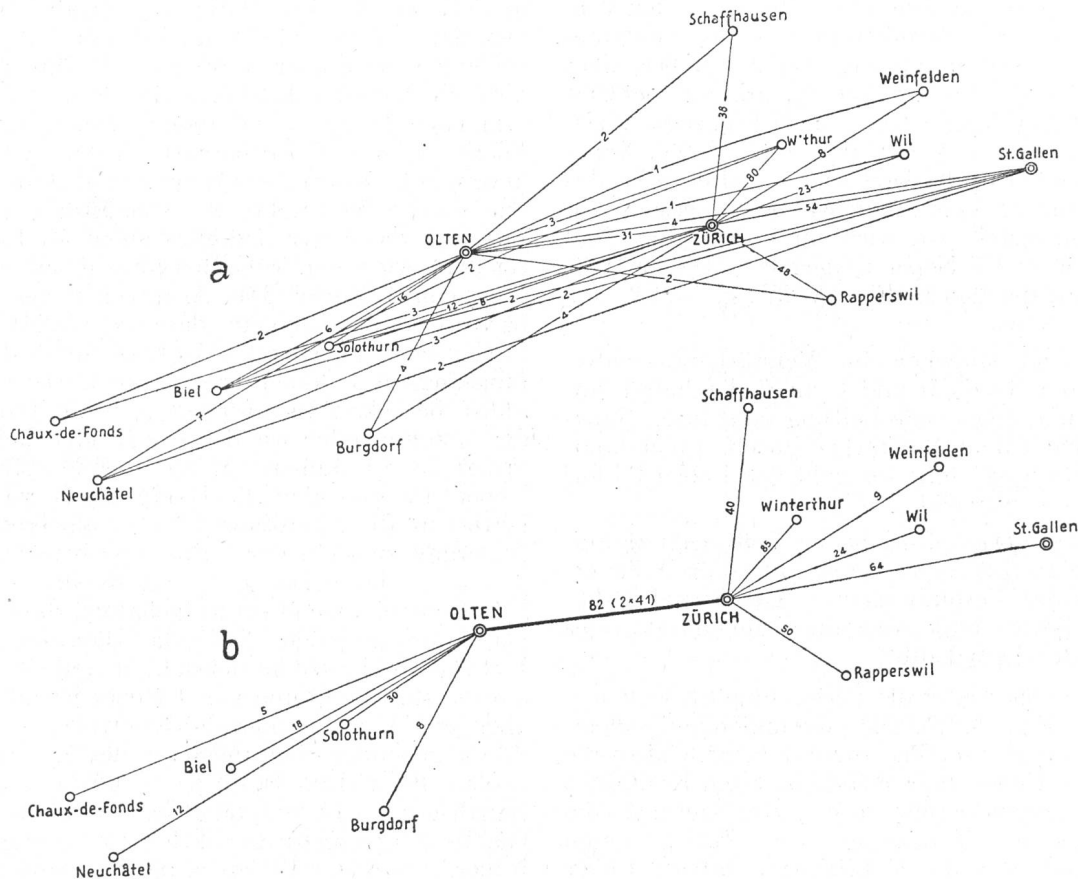 Schaffhausen
Weinfelden
W'thur
Wil
St.Gallen
OLTEN
ZÜRICH
a
Rapperswil
Solothurn
Biel
Chaux-de-Fonds
Burgdorf
Neuchâtel
2
38
1
8
80
3
1
23
4
54
31
48
2
2
16
6
2
3
12
8
2
2
4
3
4
2
7
Schaffhausen
Weinfelden
Winterthur
Wil
St.Gallen
40
9
85
24
64
82 (2×41)
OLTEN
ZÜRICH
b
50
Rapperswil
5
18
30
8
Solothurn
Biel
12
Chaux-de-Fonds
Burgdorf
Neuchâtel